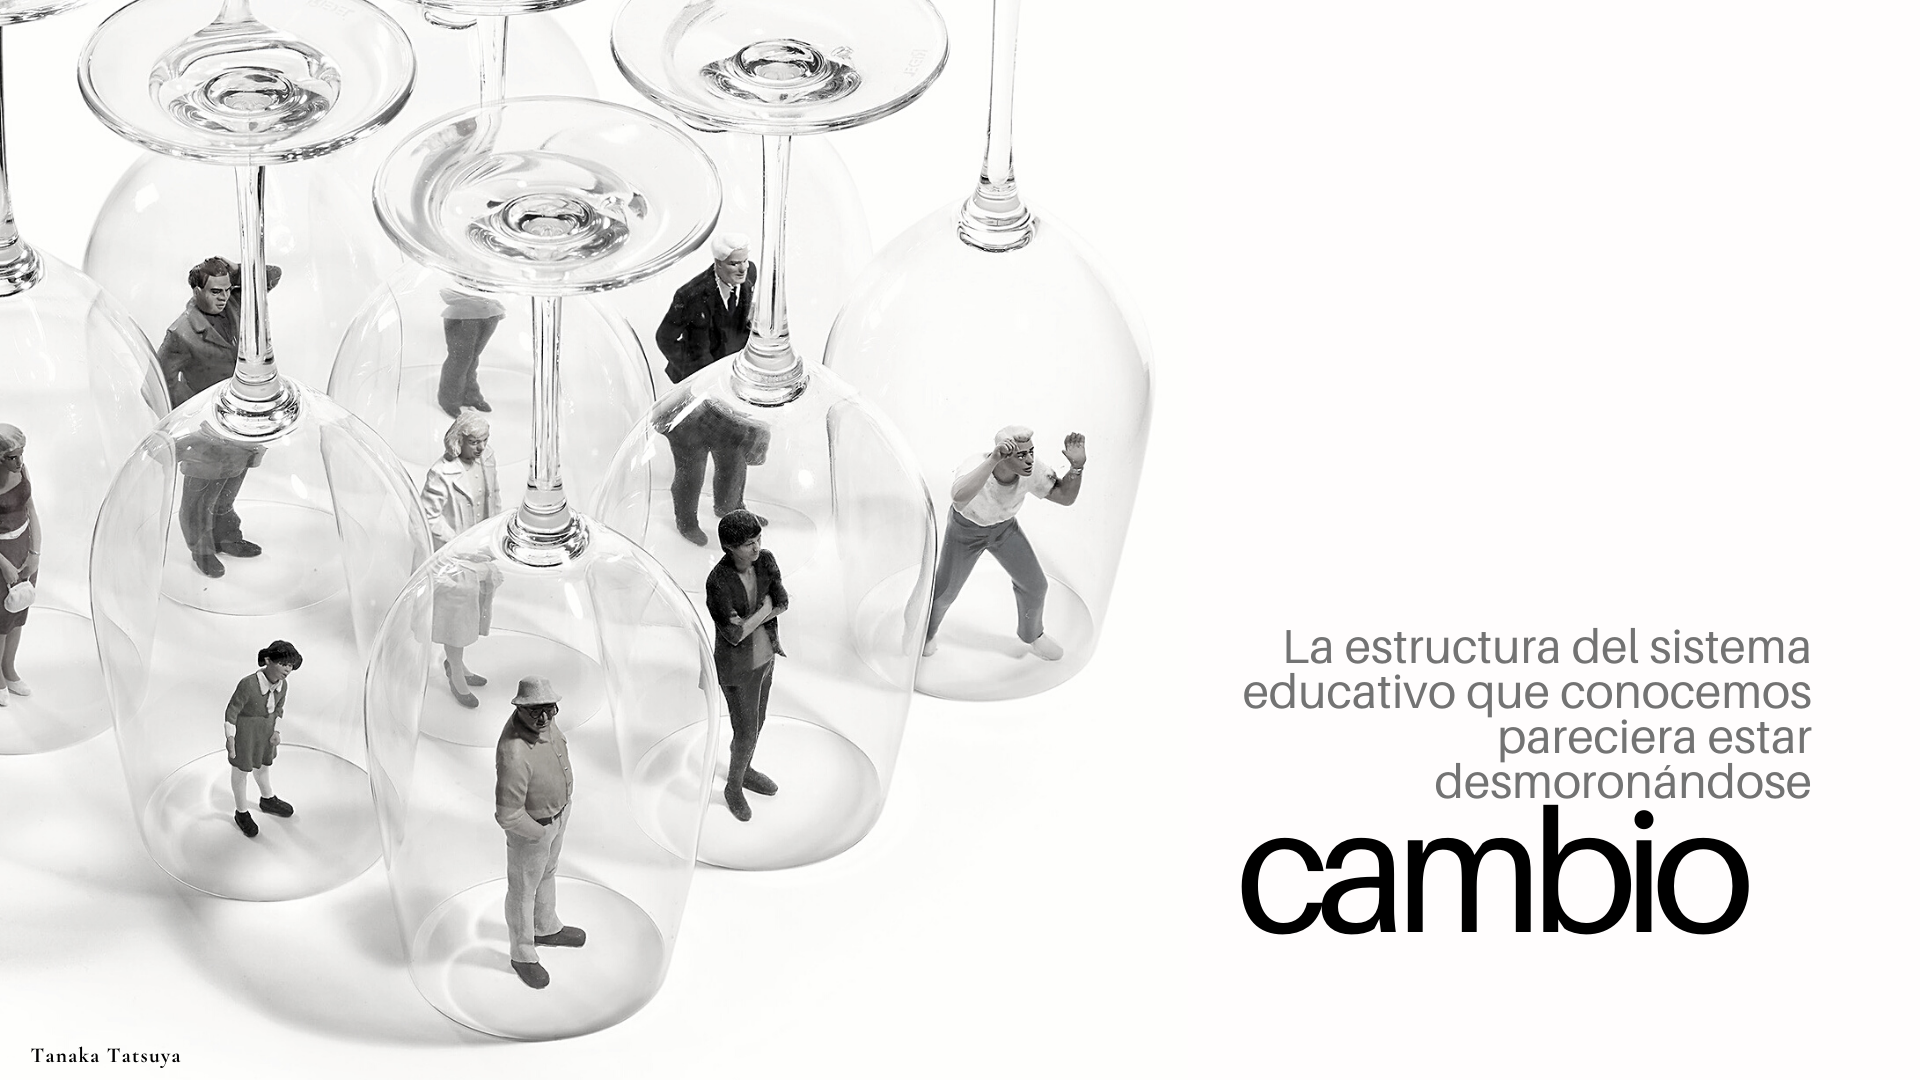 La estructura del sistema
educativo que conocemos
pareciera estar
desmoronándose
cambio
Tanaka Tatsuya